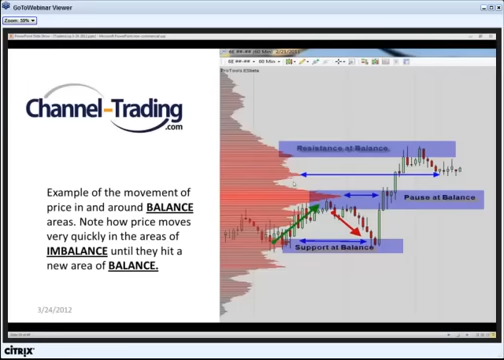 GoToWebinar Viewer
Zoom: 39%
Channel-Trading
.com
Example of the movement of
price in and around BALANCE
areas. Note how price moves
very quickly in the areas of
IMBALANCE until they hit a
new area of BALANCE.
3/24/2012
Resistance at Balance
Pause at Balance
Support at Balance
CITRIX